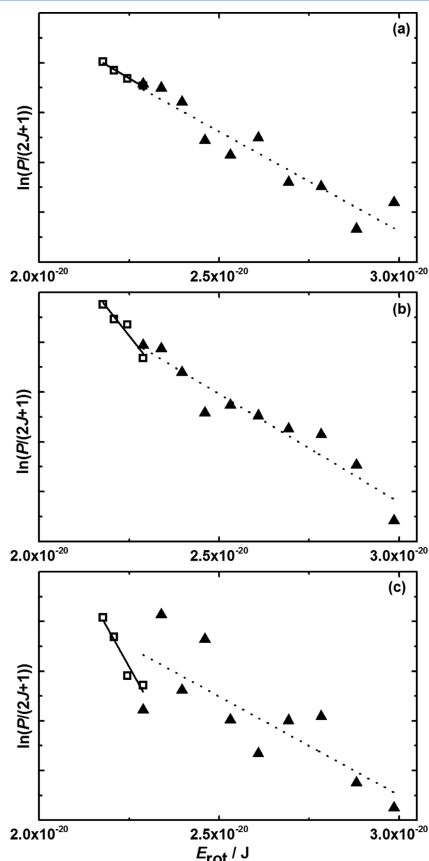 (a)
ln(P/(2J+1))
2.0x10⁻²⁰ 2.5x10⁻²⁰ 3.0x10⁻²⁰
(b)
ln(P/(2J+1))
2.0x10⁻²⁰ 2.5x10⁻²⁰ 3.0x10⁻²⁰
(c)
ln(P/(2J+1))
2.0x10⁻²⁰ 2.5x10⁻²⁰ 3.0x10⁻²⁰
E_rot / J